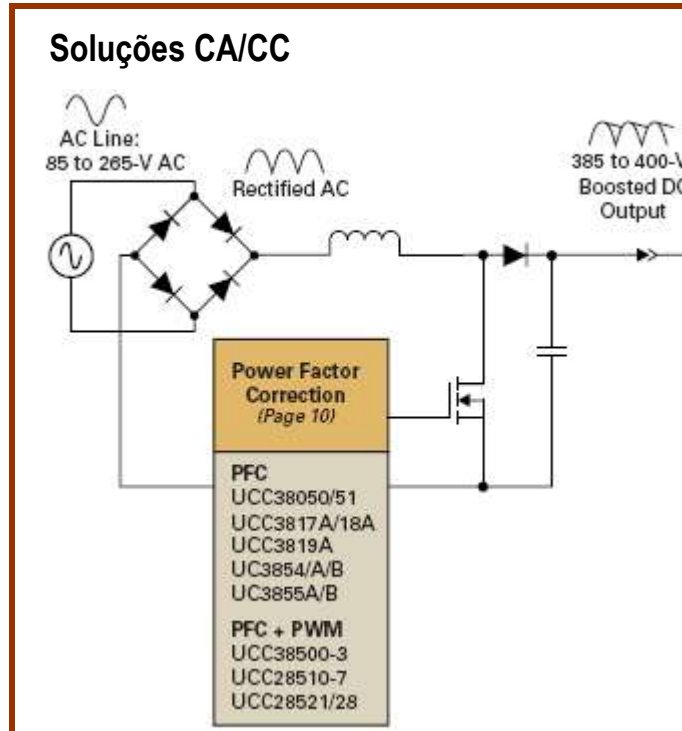 Soluções CA/CC
AC Line:
85 to 265-V AC
Rectified AC
385 to 400-V
Boosted DC
Output
Power Factor
Correction
(Page 10)
PFC
UCC38050/51
UCC3817A/18A
UCC3819A
UC3854/A/B
UC3855A/B
PFC + PWM
UCC38500-3
UCC28510-7
UCC28521/28